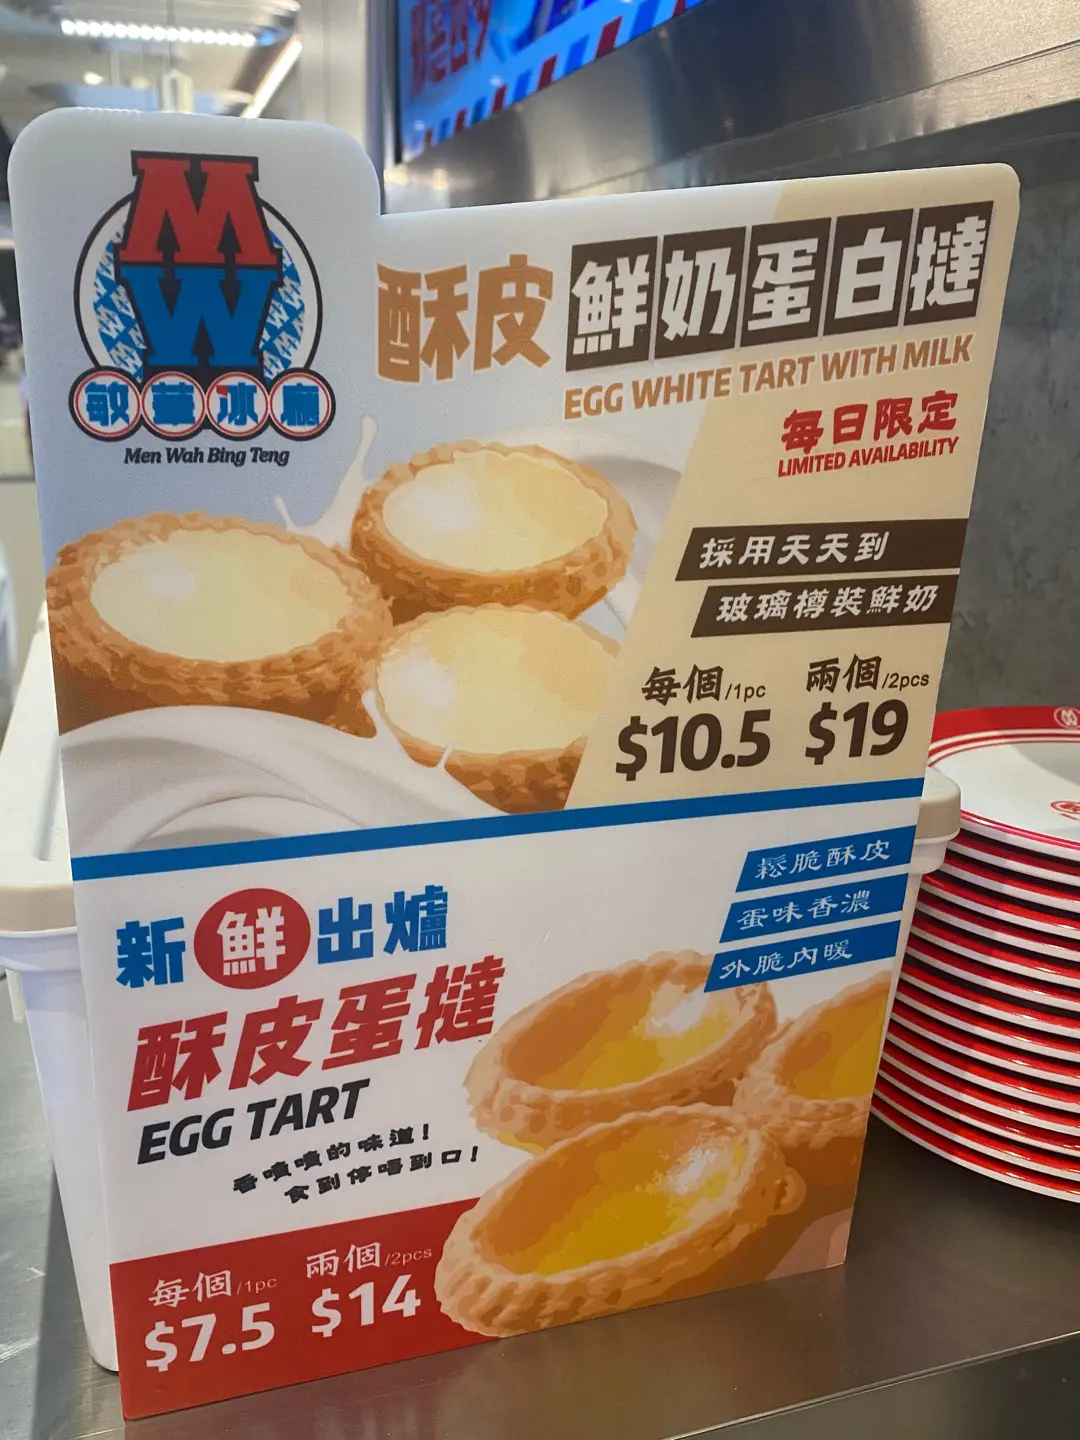 MW
敏華冰廳
Men Wah Bing Teng
酥皮鮮奶蛋白撻
EGG WHITE TART WITH MILK
每日限定
LIMITED AVAILABILITY
採用天天到
玻璃樽裝鮮奶
每個/1pc 兩個/2pcs
$10.5 $19
新鮮出爐
酥皮蛋撻
EGG TART
香噴噴的味道！
食到停唔到口！
鬆脆酥皮
蛋味香濃
外脆內暖
每個/1pc 兩個/2pcs
$7.5 $14